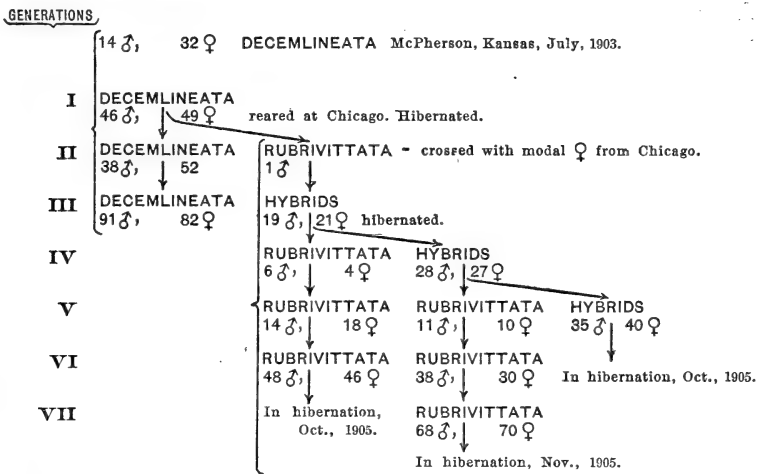 GENERATIONS
14♂, 32♀ DECEMLINEATA McPherson, Kansas, July, 1903.
I DECEMLINEATA
46♂, 49♀ reared at Chicago. Hibernated.
II DECEMLINEATA RUBRIVITTATA - crossed with modal ♀ from Chicago.
38♂, 52 1♂
III DECEMLINEATA HYBRIDS
91♂, 82♀ 19♂, 21♀ hibernated.
IV RUBRIVITTATA HYBRIDS
6♂, 4♀ 28♂, 27♀
V RUBRIVITTATA RUBRIVITTATA HYBRIDS
14♂, 18♀ 11♂, 10♀ 35♂ 40♀
VI RUBRIVITTATA RUBRIVITTATA
48♂, 46♀ 38♂, 30♀ In hibernation, Oct., 1905.
VII In hibernation, RUBRIVITTATA
Oct., 1905. 68♂, 70♀
In hibernation, Nov., 1905.